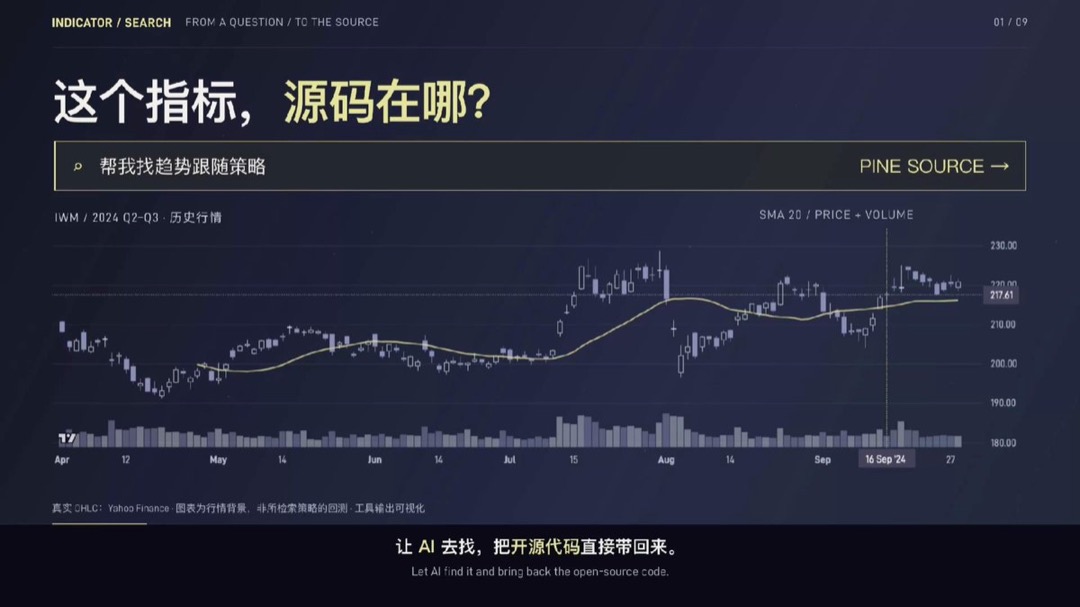 INDICATOR / SEARCH FROM A QUESTION / TO THE SOURCE 01 / 09
这个指标，源码在哪？
帮我找趋势跟随策略 PINE SOURCE →
IWM / 2024 Q2-Q3 · 历史行情 SMA 20 / PRICE + VOLUME
230.00
220.00
217.61
210.00
200.00
190.00
180.00
Apr 12 May 14 Jun 14 Jul 15 Aug 14 Sep 16 Sep '24 27
真实 OHLC：Yahoo Finance · 图表为行情背景，非所检索策略的回测 · 工具输出可视化
让 AI 去找，把开源代码直接带回来。
Let AI find it and bring back the open-source code.